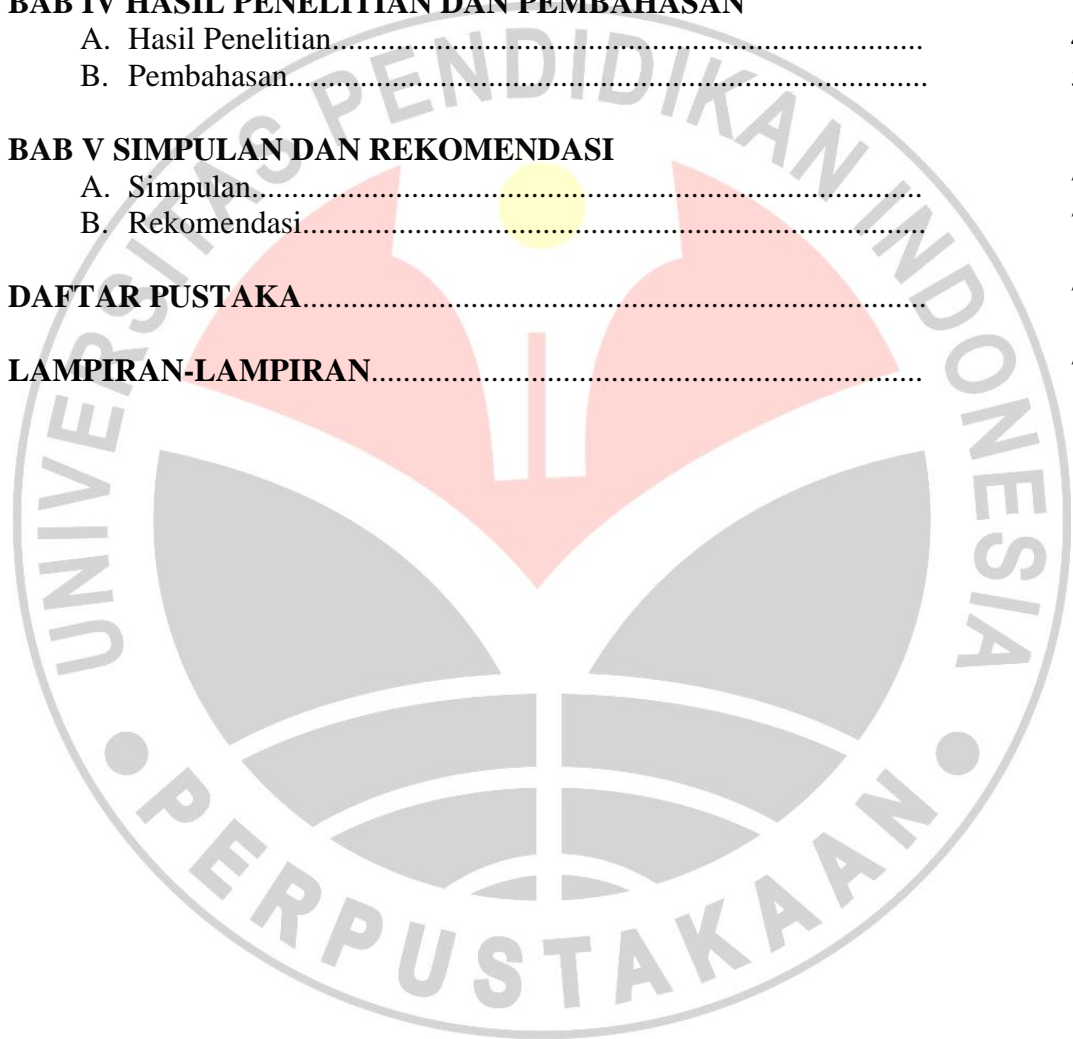 BAB IV HASIL PENELITIAN DAN PEMBAHASAN
A. Hasil Penelitian..........................................................................
B. Pembahasan................................................................................
BAB V SIMPULAN DAN REKOMENDASI
A. Simpulan....................................................................................
B. Rekomendasi..............................................................................
DAFTAR PUSTAKA..............................................................................
LAMPIRAN-LAMPIRAN.....................................................................
UNIVERSITAS PENDIDIKAN INDONESIA
PERPUSTAKAAN